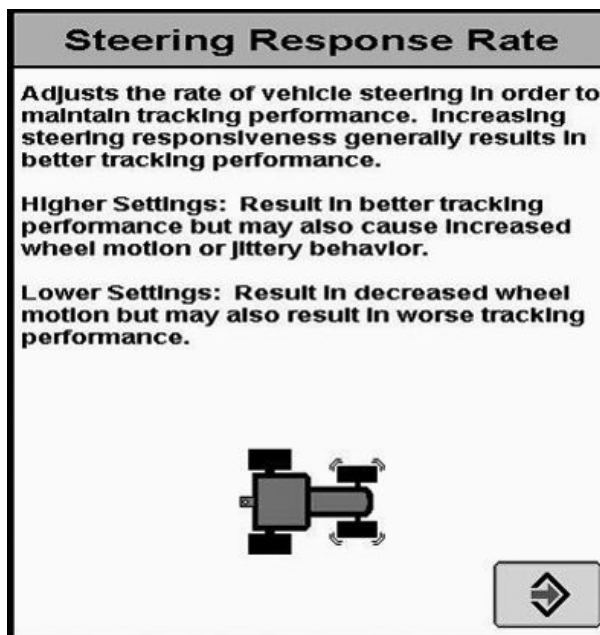 Steering Response Rate
Adjusts the rate of vehicle steering in order to
maintain tracking performance.  Increasing
steering responsiveness generally results in
better tracking performance.
Higher Settings:  Result in better tracking
performance but may also cause increased
wheel motion or jittery behavior.
Lower Settings:  Result in decreased wheel
motion but may also result in worse tracking
performance.